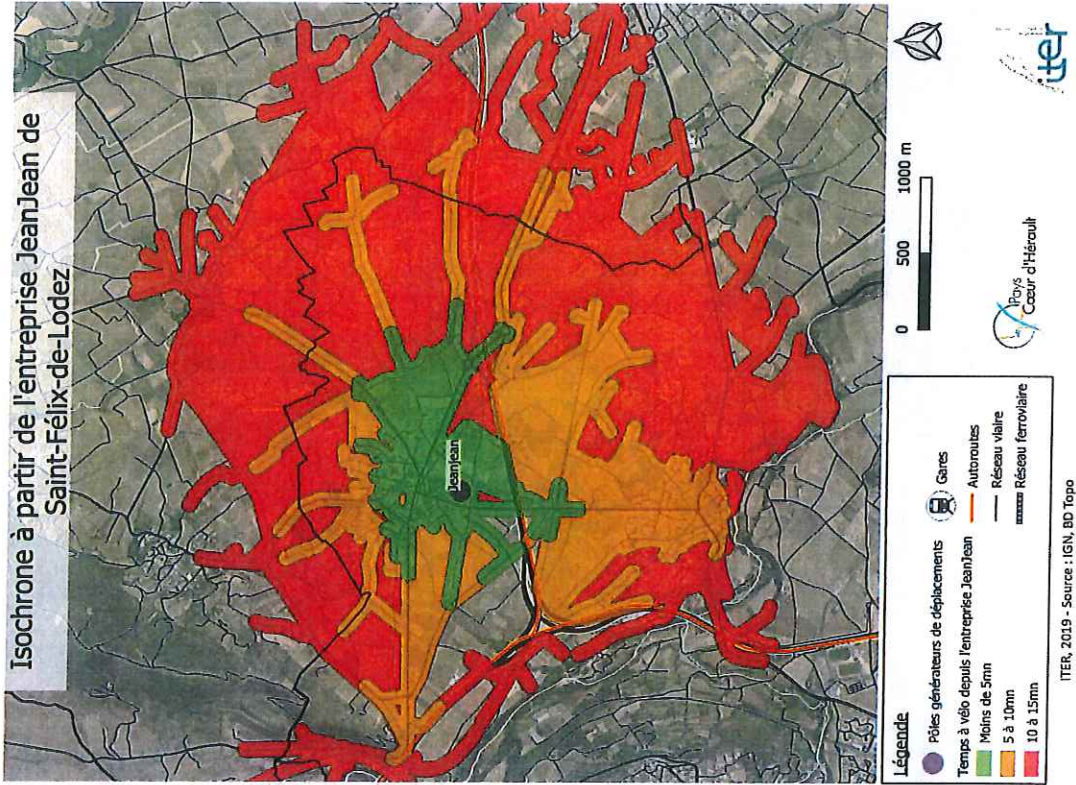 Isochrone à partir de l'entreprise JeanJean de
Saint-Félix-de-Lodez
Jeanjean
Légende
Pôles générateurs de déplacements
Temps à vélo depuis l'entreprise JeanJean
Moins de 5mn
5 à 10mn
10 à 15mn
Gares
Autoroutes
Réseau viaire
Réseau ferroviaire
0 500 1000 m
Pays
Cœur d'Hérault
iter
ITER, 2019 - Source : IGN, BD Topo